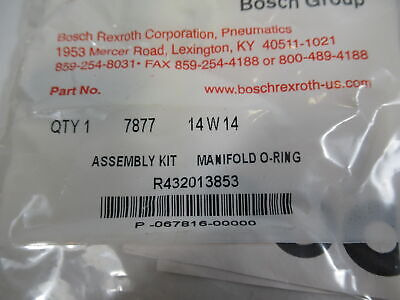 Bosch Group
Bosch Rexroth Corporation, Pneumatics
1953 Mercer Road, Lexington, KY 40511-1021
859-254-8031• FAX 859-254-4188 or 800-489-4188
Part No. www.boschrexroth-us.com
QTY 1 7877 14 W 14
ASSEMBLY KIT MANIFOLD O-RING
R432013853
P -067816-00000